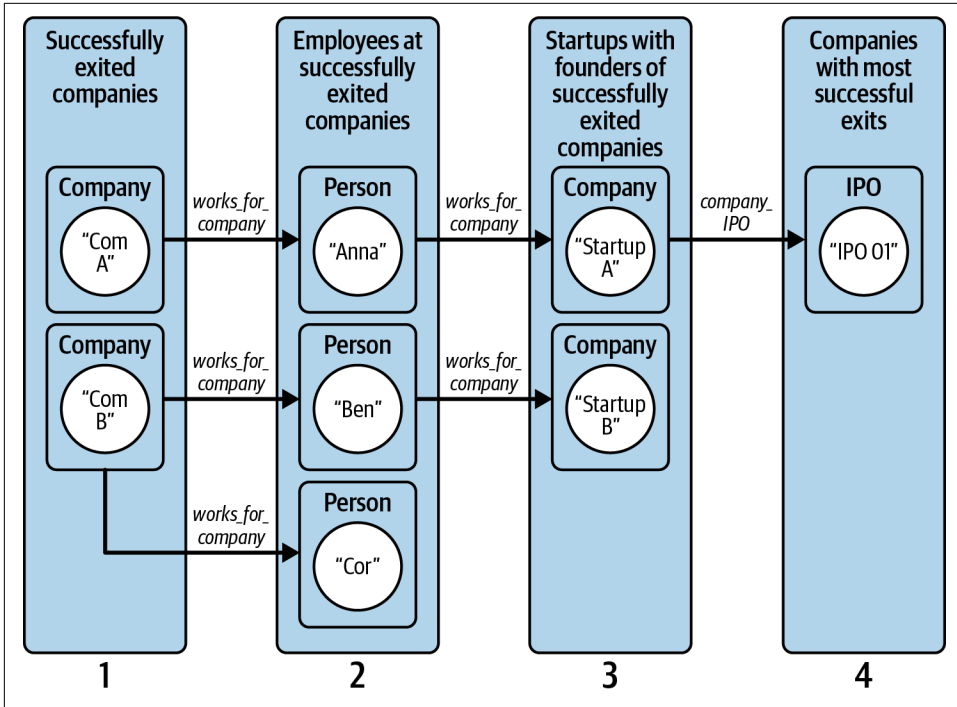 Successfully
exited
companies
Employees at
successfully
exited
companies
Startups with
founders of
successfully
exited
companies
Companies
with most
successful
exits
Company
“Com
A”
works_for_
company
Person
“Anna”
works_for_
company
Company
“Startup
A”
company_
IPO
IPO
“IPO 01”
Company
“Com
B”
works_for_
company
Person
“Ben”
works_for_
company
Company
“Startup
B”
works_for_
company
Person
“Cor”
1
2
3
4